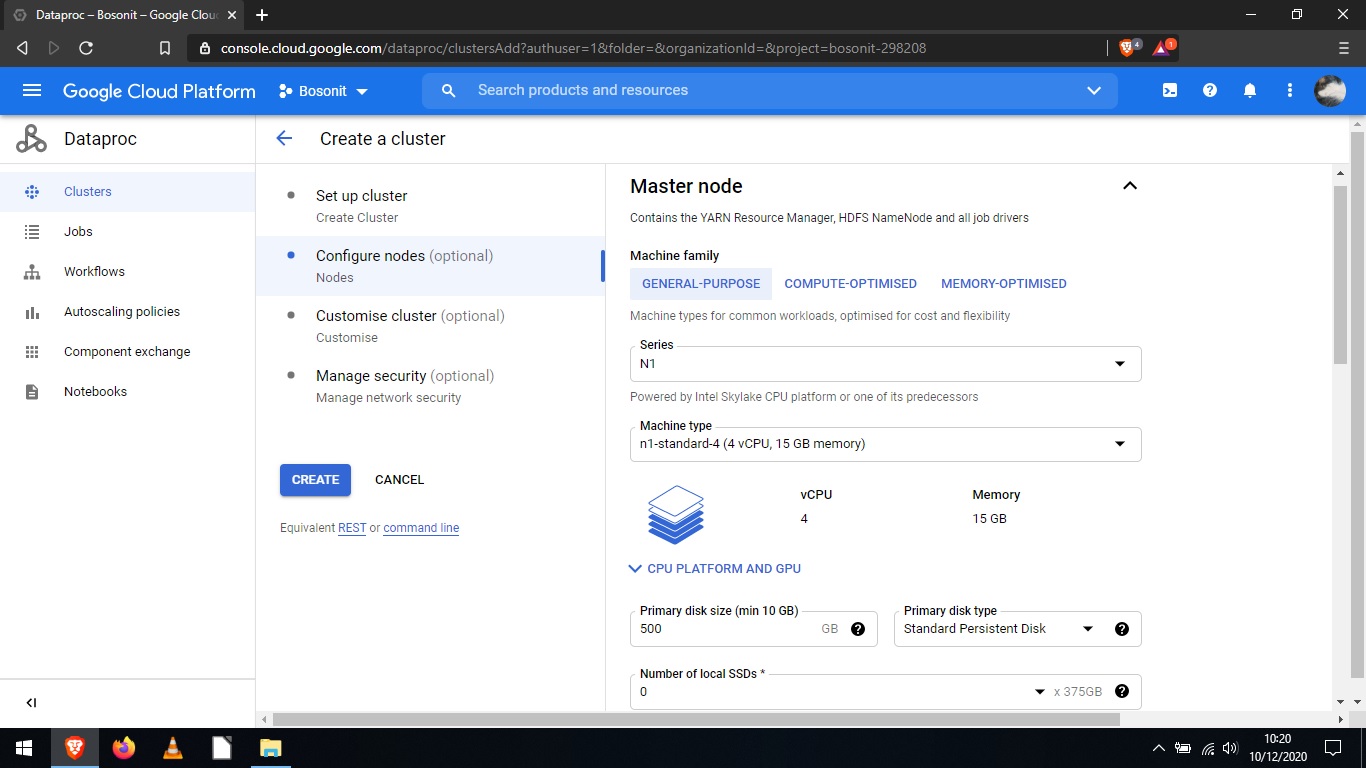 Dataproc – Bosonit – Google Clou
console.cloud.google.com/dataproc/clustersAdd?authuser=1&folder=&organizationId=&project=bosonit-298208
4
1
Google Cloud Platform
Bosonit
Search products and resources
Dataproc
Create a cluster
Clusters
Jobs
Workflows
Autoscaling policies
Component exchange
Notebooks
Set up cluster
Create Cluster
Configure nodes (optional)
Nodes
Customise cluster (optional)
Customise
Manage security (optional)
Manage network security
CREATE
CANCEL
Equivalent REST or command line
Master node
Contains the YARN Resource Manager, HDFS NameNode and all job drivers
Machine family
GENERAL-PURPOSE
COMPUTE-OPTIMISED
MEMORY-OPTIMISED
Machine types for common workloads, optimised for cost and flexibility
Series
N1
Powered by Intel Skylake CPU platform or one of its predecessors
Machine type
n1-standard-4 (4 vCPU, 15 GB memory)
vCPU
4
Memory
15 GB
CPU PLATFORM AND GPU
Primary disk size (min 10 GB)
500 GB
Primary disk type
Standard Persistent Disk
Number of local SSDs *
0 x 375GB
10:20
10/12/2020